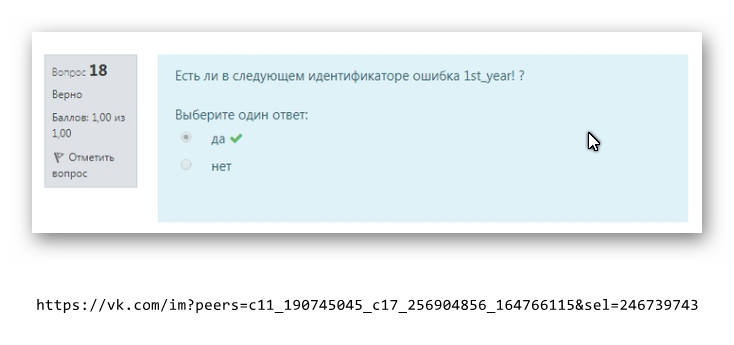 Вопрос 18
Верно
Баллов: 1,00 из
1,00
Отметить
вопрос
Есть ли в следующем идентификаторе ошибка 1st_year! ?
Выберите один ответ:
да
нет
https://vk.com/im?peers=c11_190745045_c17_256904856_164766115&sel=246739743